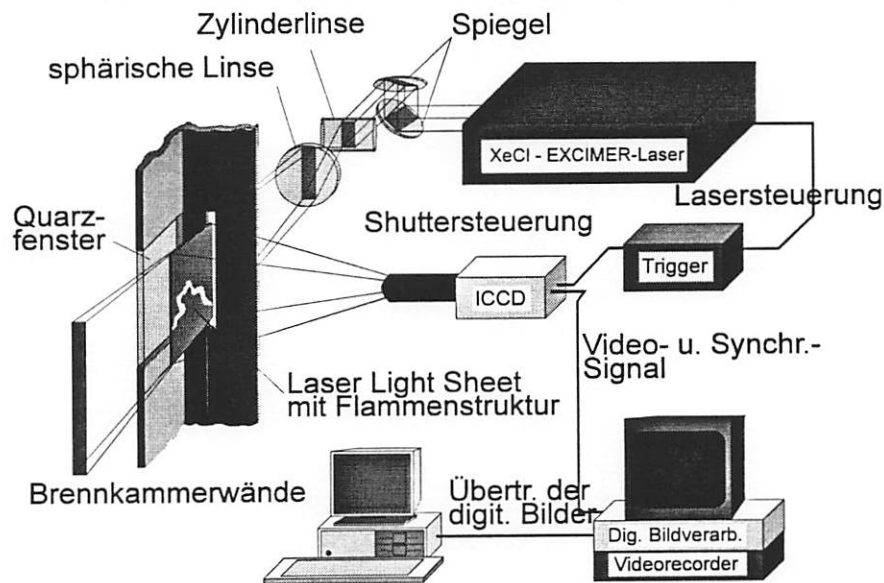 Zylinderlinse
Spiegel
sphärische Linse
XeCl - EXCIMER-Laser
Lasersteuerung
Quarz-
fenster
Shuttersteuerung
Trigger
ICCD
Video- u. Synchr.-
Signal
Laser Light Sheet
mit Flammenstruktur
Brennkammerwände
Übertr. der
digit. Bilder
Dig. Bildverarb.
Videorecorder